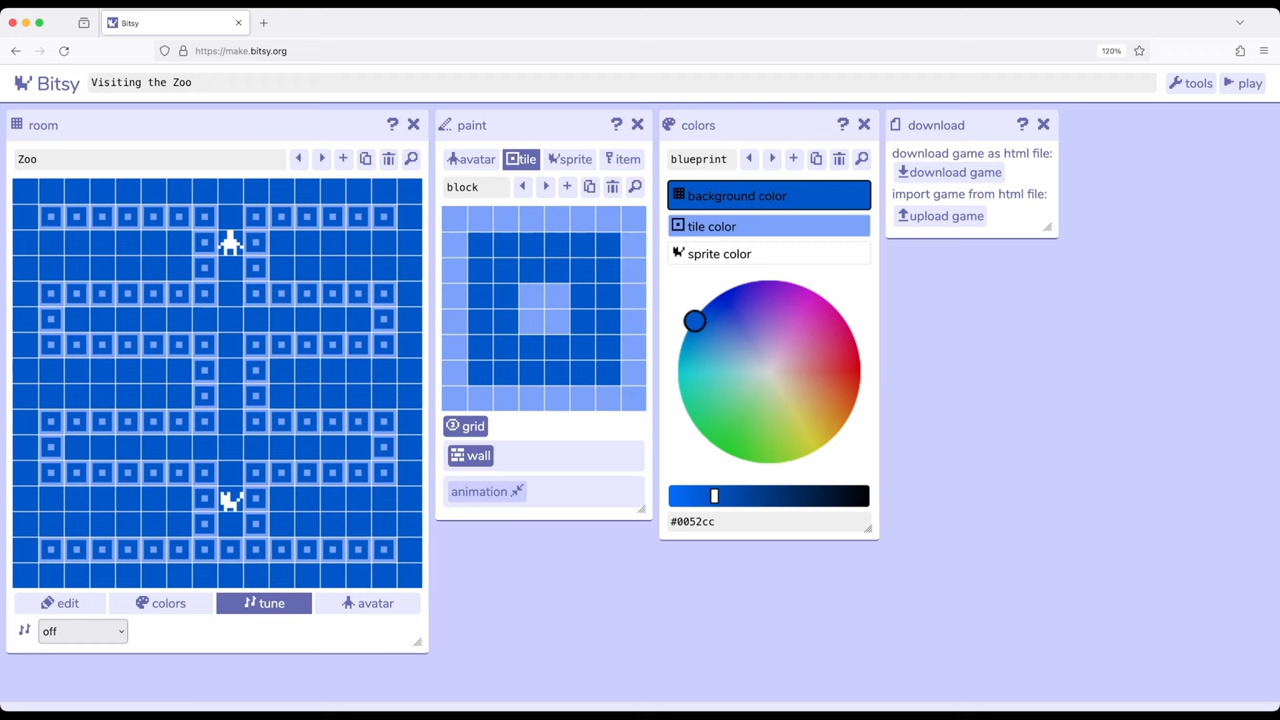 Bitsy
https://make.bitsy.org
120%
Bitsy
Visiting the Zoo
tools
play
room
?
Zoo
edit
colors
tune
avatar
off
paint
?
avatar
tile
sprite
item
block
grid
wall
animation
colors
?
blueprint
background color
tile color
sprite color
#0052cc
download
?
download game as html file:
download game
import game from html file:
upload game